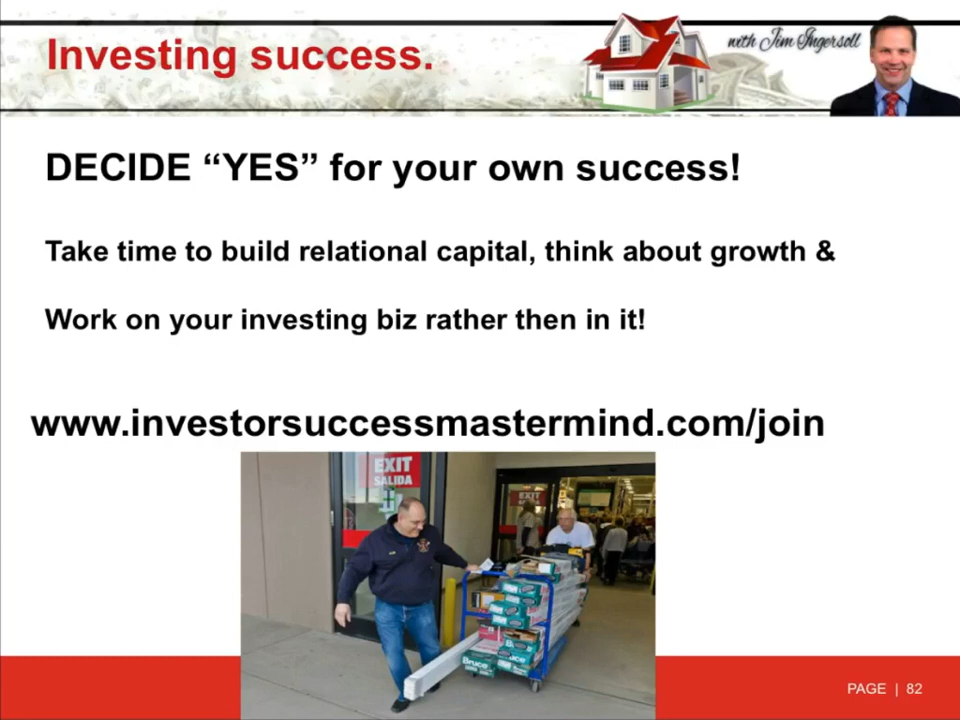 Investing success.
with Jim Ingersoll
DECIDE “YES” for your own success!
Take time to build relational capital, think about growth &
Work on your investing biz rather then in it!
www.investorsuccessmastermind.com/join
EXIT
SALIDA
EXIT
Bruce
Bruce
PAGE | 82